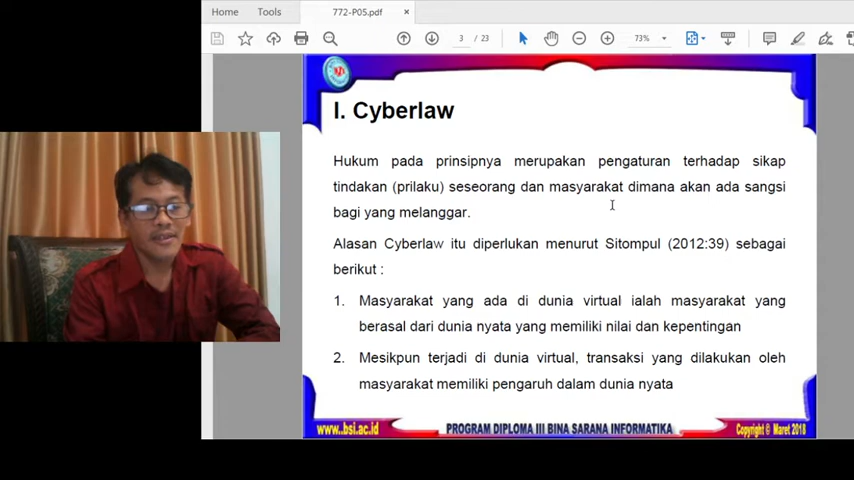 Home Tools 772-P05.pdf ×
3 / 23 73%
I. Cyberlaw
Hukum pada prinsipnya merupakan pengaturan terhadap sikap
tindakan (prilaku) seseorang dan masyarakat dimana akan ada sangsi
bagi yang melanggar.
Alasan Cyberlaw itu diperlukan menurut Sitompul (2012:39) sebagai
berikut :
1. Masyarakat yang ada di dunia virtual ialah masyarakat yang
berasal dari dunia nyata yang memiliki nilai dan kepentingan
2. Mesikpun terjadi di dunia virtual, transaksi yang dilakukan oleh
masyarakat memiliki pengaruh dalam dunia nyata
www..bsi.ac.id PROGRAM DIPLOMA III BINA SARANA INFORMATIKA Copyright © Maret 2018